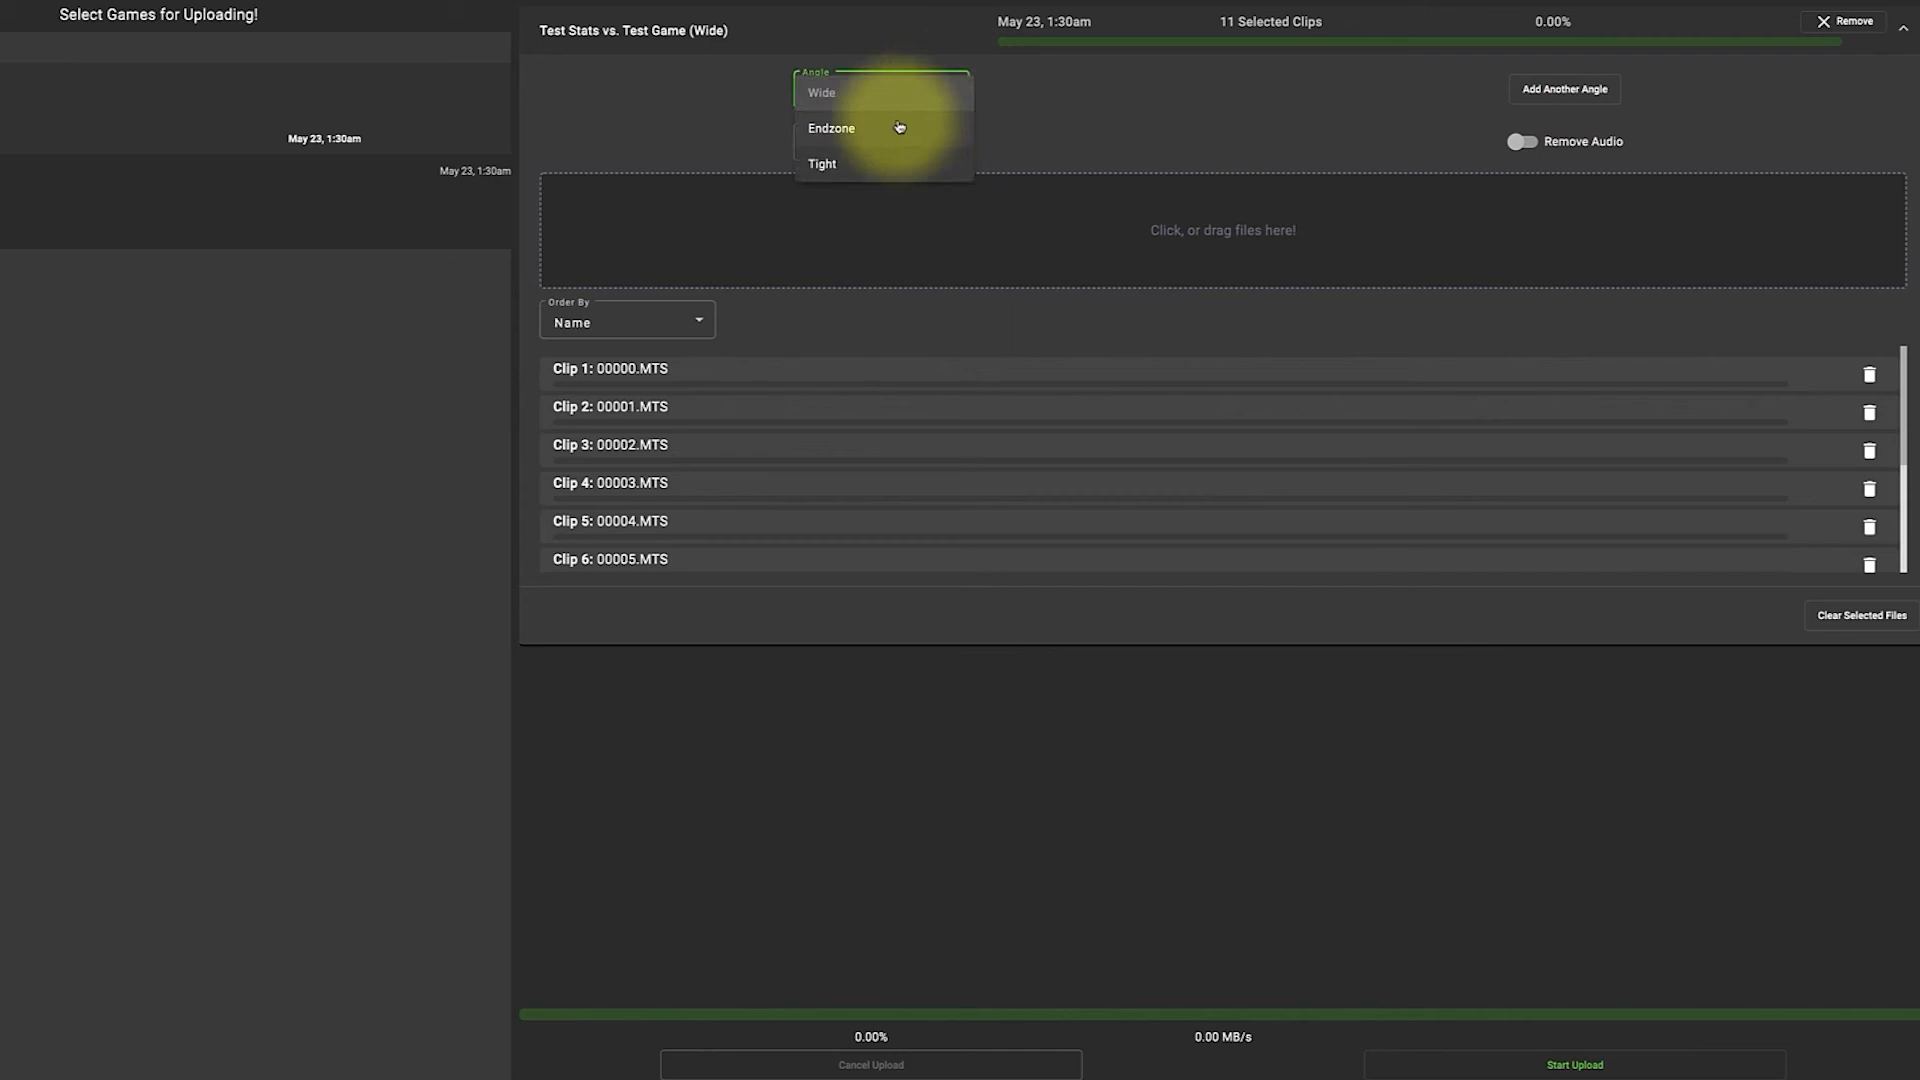 Select Games for Uploading!
May 23, 1:30am
May 23, 1:30am
Test Stats vs. Test Game (Wide)
May 23, 1:30am
11 Selected Clips
0.00%
Remove
Angle
Wide
Endzone
Tight
Add Another Angle
Remove Audio
Click, or drag files here!
Order By
Name
Clip 1: 00000.MTS
Clip 2: 00001.MTS
Clip 3: 00002.MTS
Clip 4: 00003.MTS
Clip 5: 00004.MTS
Clip 6: 00005.MTS
Clear Selected Files
0.00%
0.00 MB/s
Cancel Upload
Start Upload